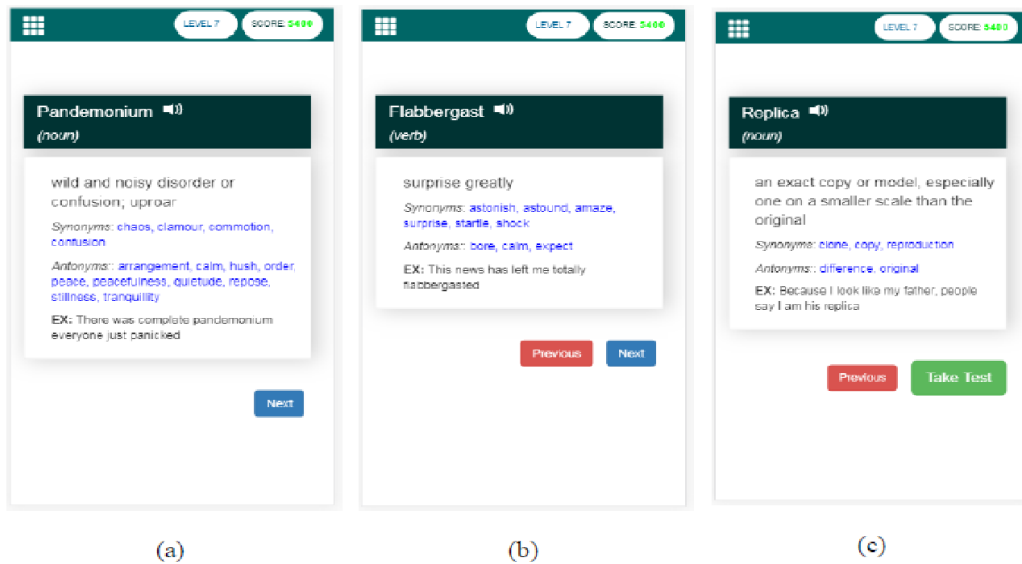 LEVEL 7 SCORE: 5400
Pandemonium
(noun)
wild and noisy disorder or
confusion; uproar
Synonyms: chaos, clamour, commotion,
confusion
Antonyms:: arrangement, calm, hush, order,
peace, peacefulness, quietude, repose,
stillness, tranquillity
EX: There was complete pandemonium
everyone just panicked
Next
(a)
LEVEL 7 SCORE: 5400
Flabbergast
(verb)
surprise greatly
Synonyms: astonish, astound, amaze,
surprise, startle, shock
Antonyms:: bore, calm, expect
EX: This news has left me totally
flabbergasted
Previous Next
(b)
LEVEL 7 SCORE: 5400
Replica
(noun)
an exact copy or model, especially
one on a smaller scale than the
original
Synonyms: clone, copy, reproduction
Antonyms:: difference, original
EX: Because I look like my father, people
say I am his replica
Previous Take Test
(c)